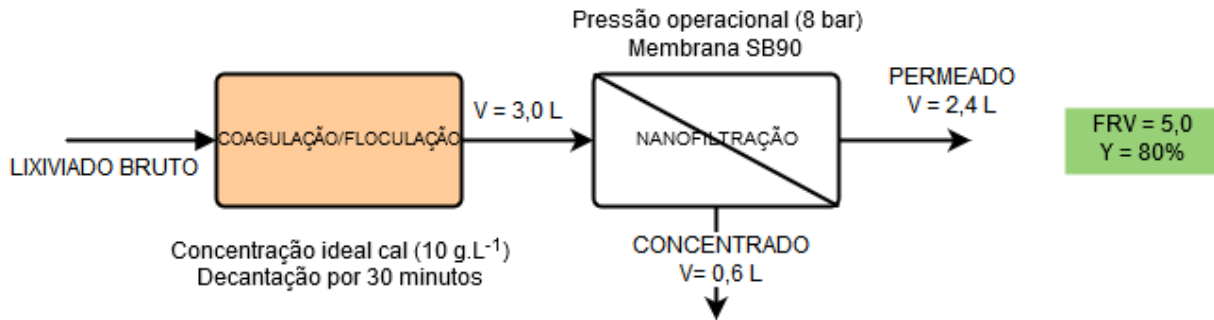 Pressão operacional (8 bar)
Membrana SB90
LIXIVIADO BRUTO
COAGULAÇÃO/FLOCULAÇÃO
V = 3,0 L
NANOFILTRAÇÃO
PERMEADO
V = 2,4 L
FRV = 5,0
Y = 80%
Concentração ideal cal (10 g.L⁻¹)
Decantação por 30 minutos
CONCENTRADO
V= 0,6 L